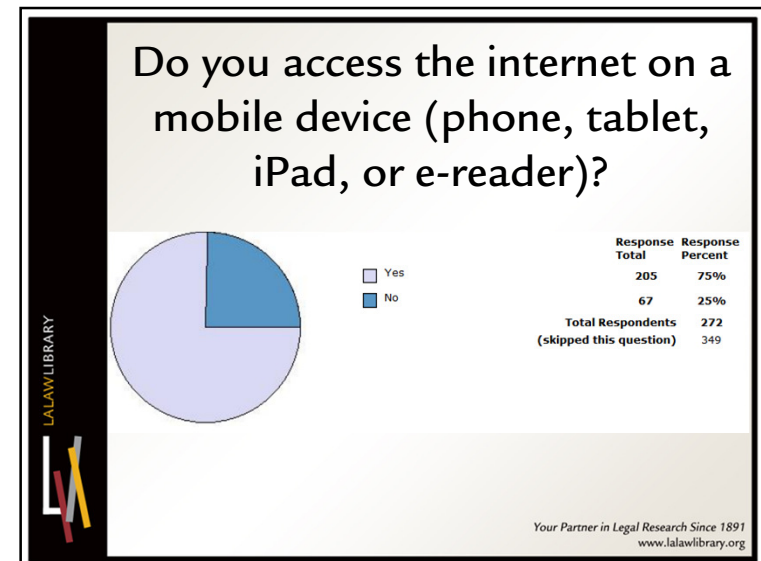 Do you access the internet on a
mobile device (phone, tablet,
iPad, or e-reader)?
Response Response
Total Percent
Yes 205 75%
No 67 25%
Total Respondents 272
(skipped this question) 349
LALAWLIBRARY
Your Partner in Legal Research Since 1891
www.lalawlibrary.org